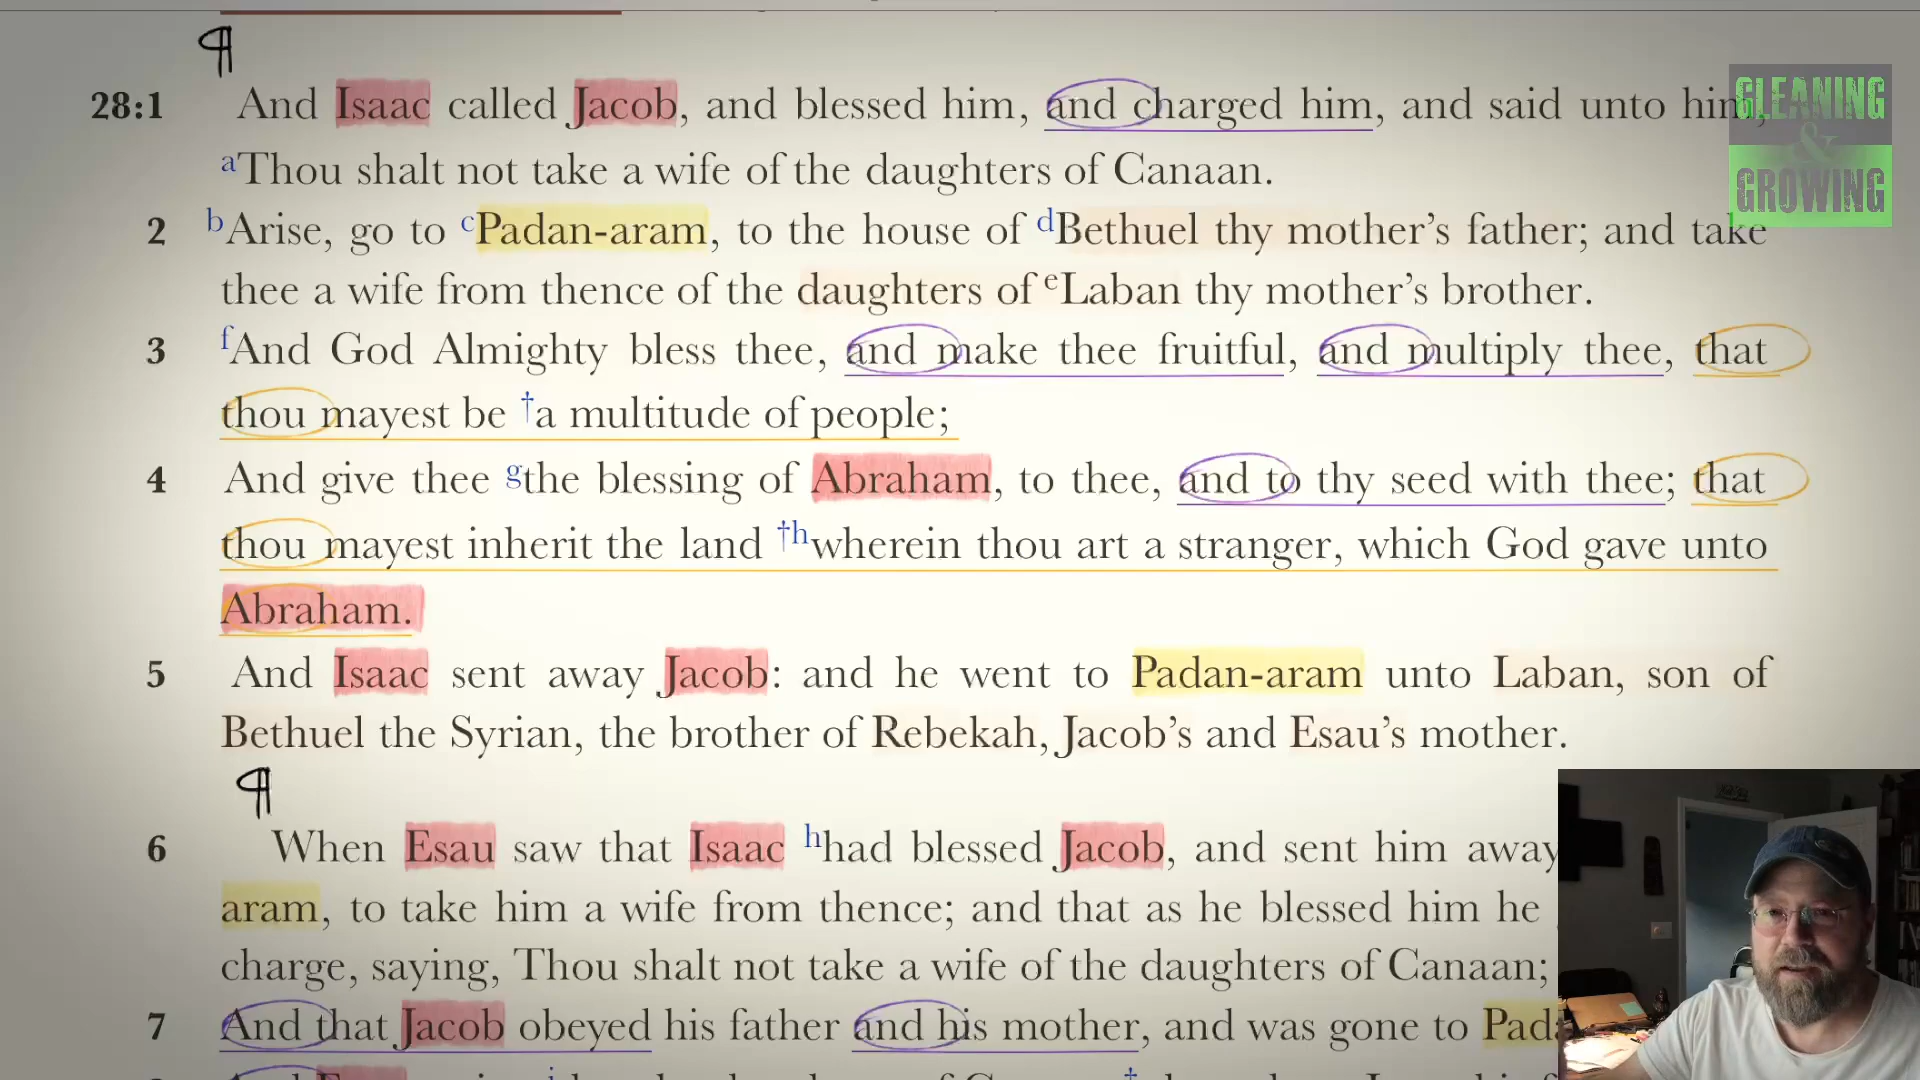 ¶
28:1 And Isaac called Jacob, and blessed him, and charged him, and said unto him,
aThou shalt not take a wife of the daughters of Canaan.
2 bArise, go to cPadan-aram, to the house of dBethuel thy mother's father; and take
thee a wife from thence of the daughters of eLaban thy mother's brother.
3 fAnd God Almighty bless thee, and make thee fruitful, and multiply thee, that
thou mayest be †a multitude of people;
4 And give thee gthe blessing of Abraham, to thee, and to thy seed with thee; that
thou mayest inherit the land †hwherein thou art a stranger, which God gave unto
Abraham.
5 And Isaac sent away Jacob: and he went to Padan-aram unto Laban, son of
Bethuel the Syrian, the brother of Rebekah, Jacob's and Esau's mother.
¶
6 When Esau saw that Isaac hhad blessed Jacob, and sent him away
aram, to take him a wife from thence; and that as he blessed him he
charge, saying, Thou shalt not take a wife of the daughters of Canaan;
7 And that Jacob obeyed his father and his mother, and was gone to
GLEANING
&
GROWING